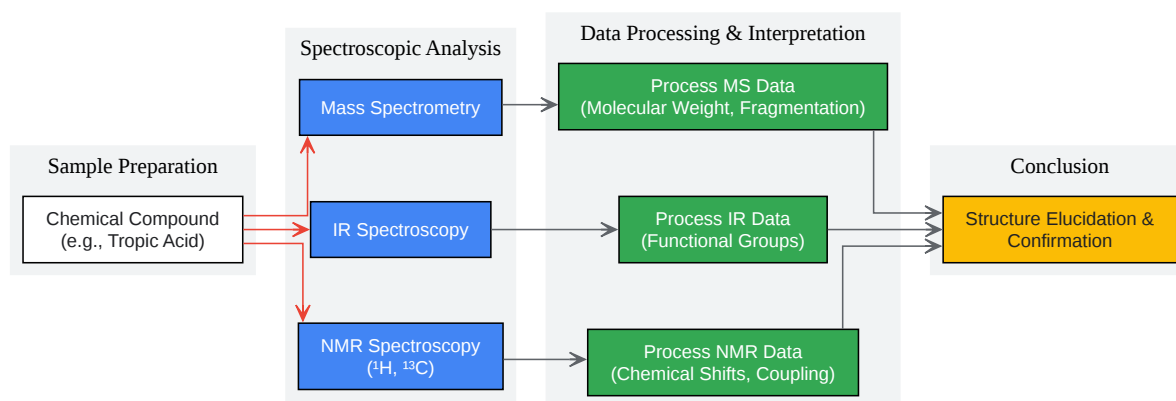 Sample Preparation
Chemical Compound
(e.g., Tropic Acid)
Spectroscopic Analysis
Mass Spectrometry
IR Spectroscopy
NMR Spectroscopy
(¹H, ¹³C)
Data Processing & Interpretation
Process MS Data
(Molecular Weight, Fragmentation)
Process IR Data
(Functional Groups)
Process NMR Data
(Chemical Shifts, Coupling)
Conclusion
Structure Elucidation &
Confirmation